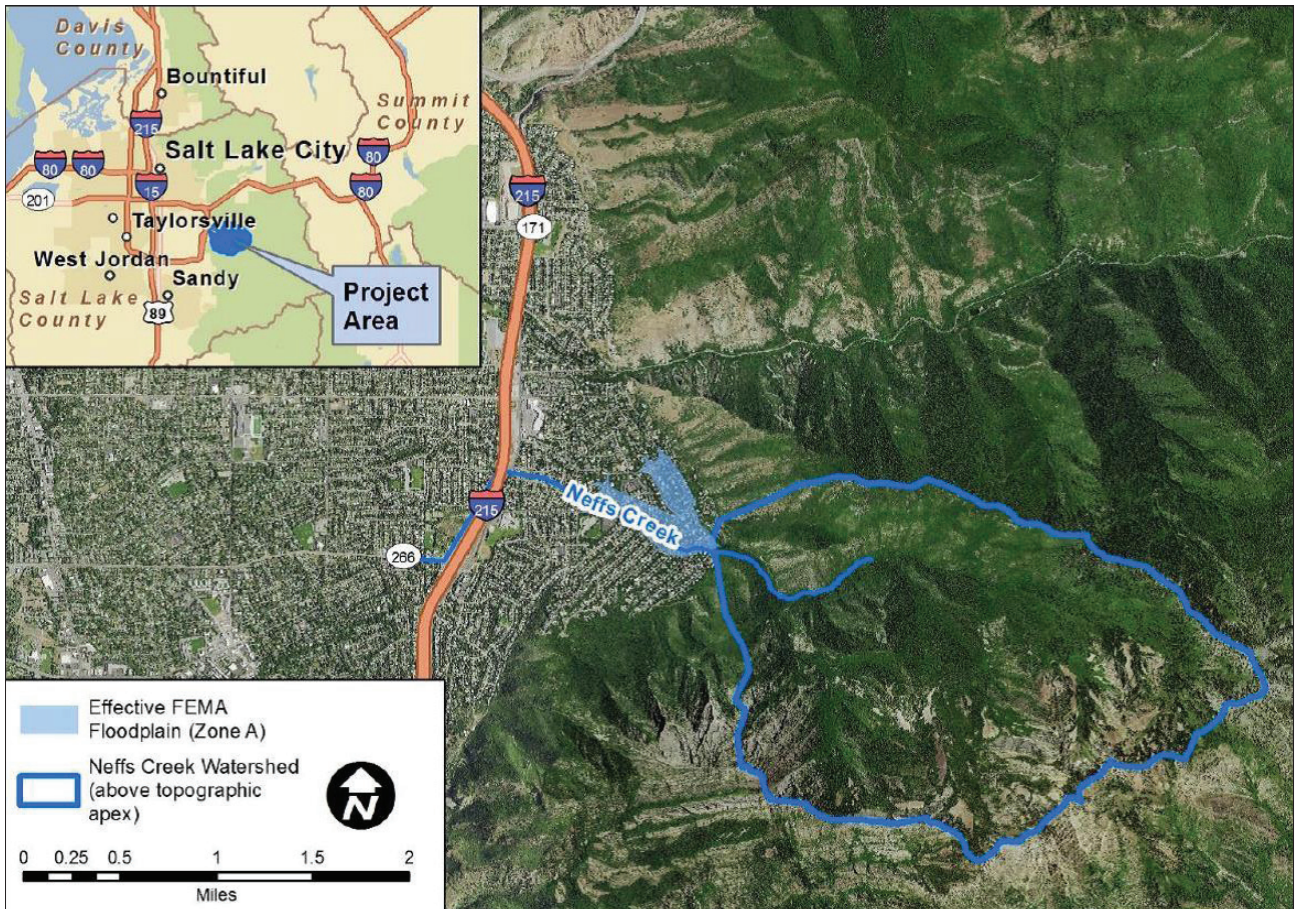 Davis
County
Bountiful
Summit
County
215
Salt Lake City
80
80
80
15
80
201
Taylorsville
West Jordan
Sandy
Salt Lake
County
89
Project
Area
215
171
Neffs Creek
215
266
Effective FEMA
Floodplain (Zone A)
Neffs Creek Watershed
(above topographic
apex)
N
0 0.25 0.5 1 1.5 2
Miles